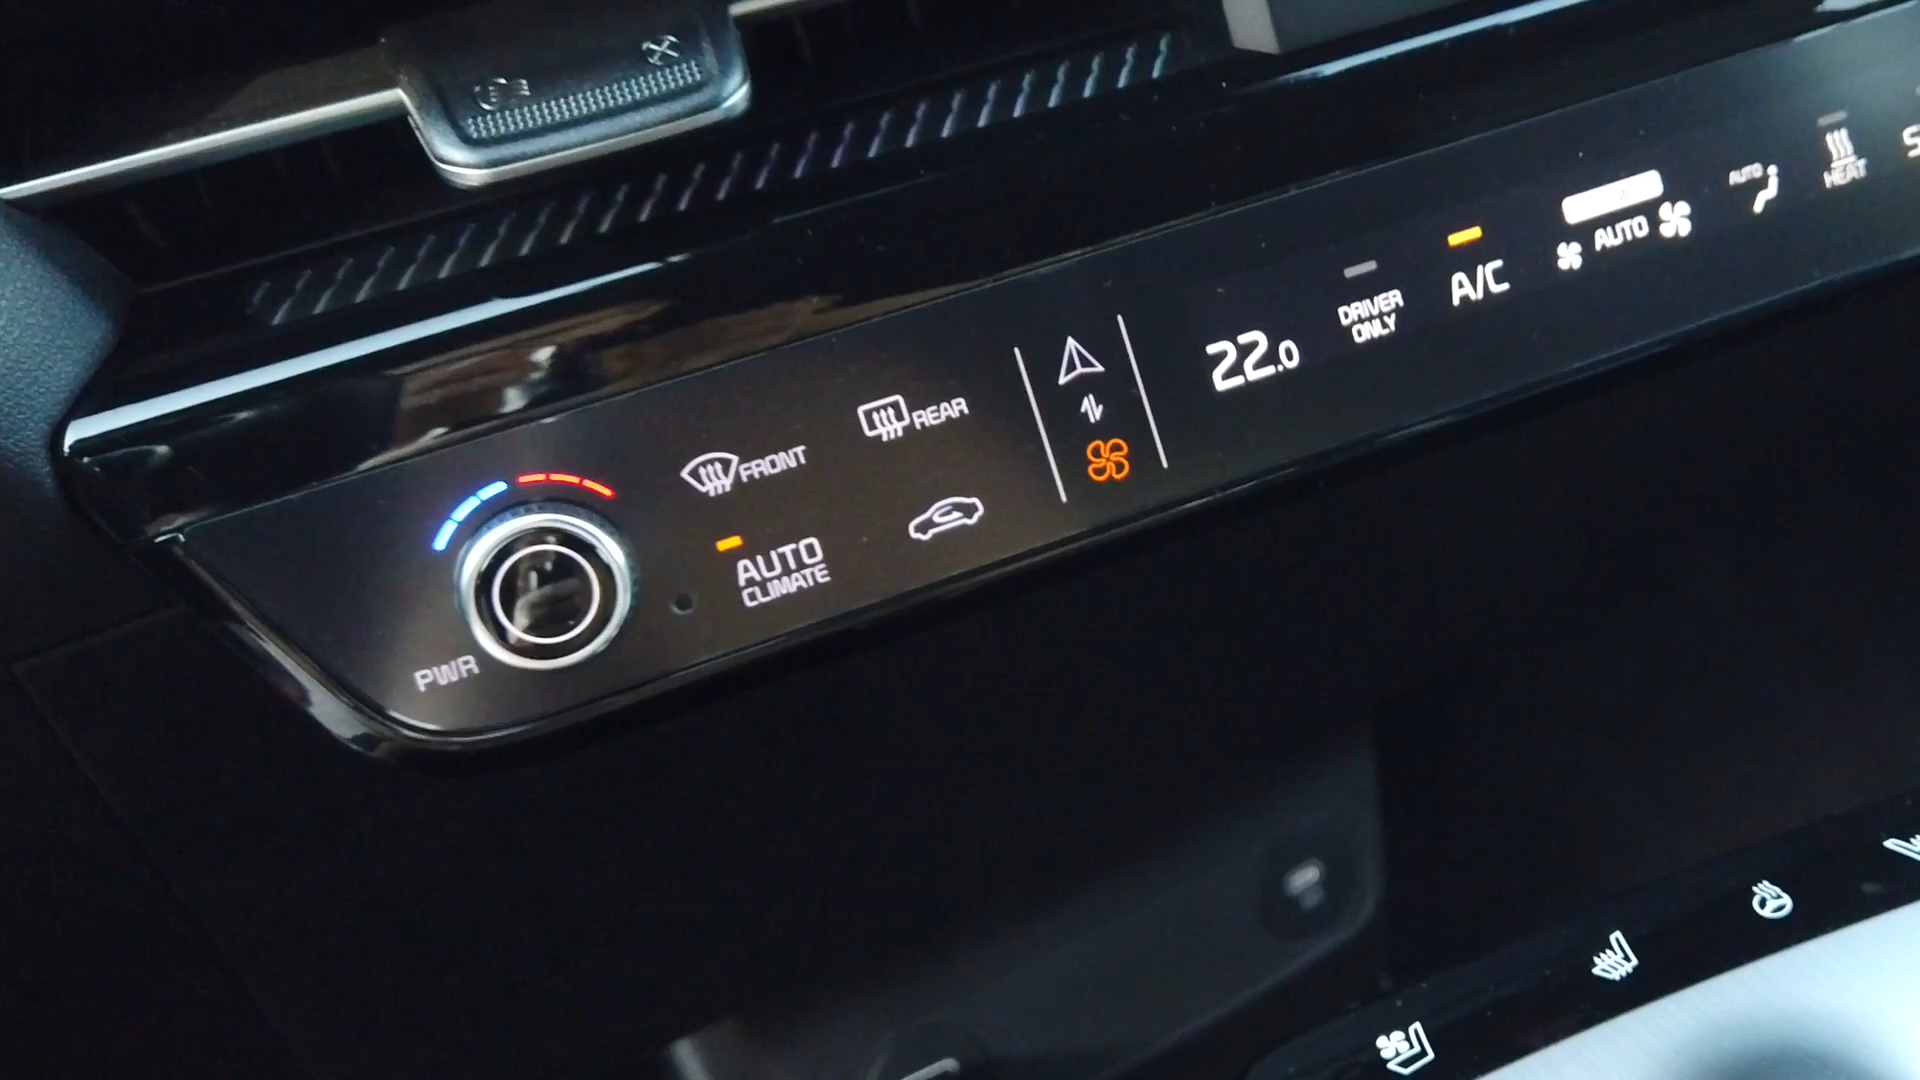 FRONT
REAR
PWR
AUTO
CLIMATE
22.0
DRIVER
ONLY
A/C
AUTO
AUTO
HEAT